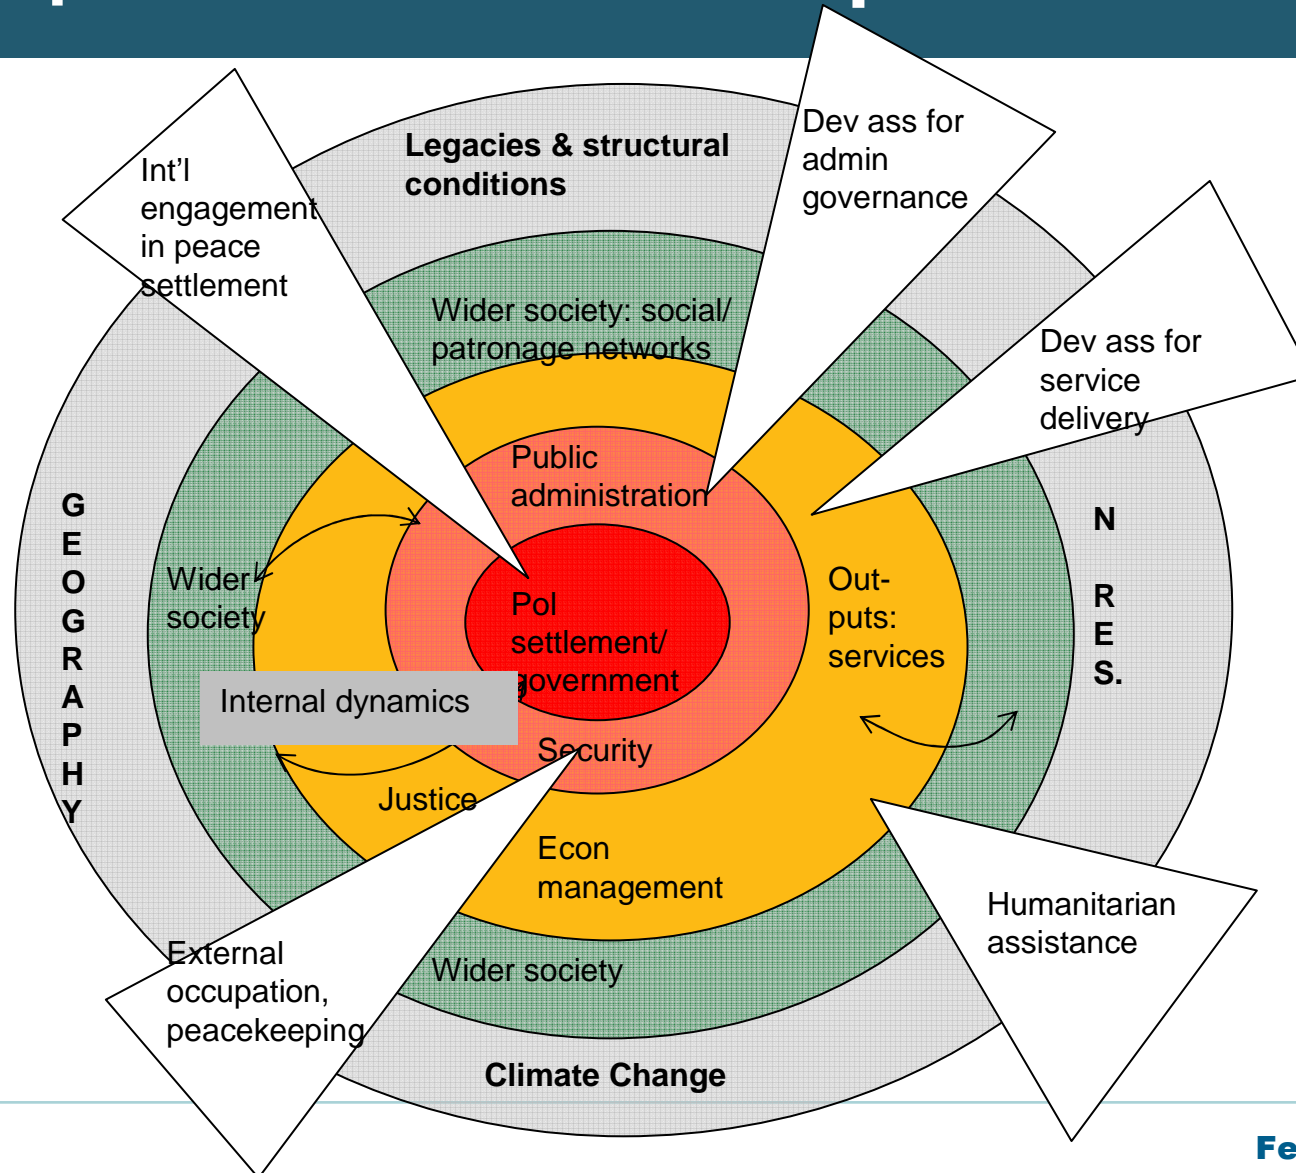 Legacies & structural
conditions
Int'l
engagement
in peace
settlement
Dev ass for
admin
governance
Wider society: social/
patronage networks
Dev ass for
service
delivery
Public
administration
G
E
O
G
R
A
P
H
Y
N
R
E
S.
Wider
society
Pol
settlement/
government
Out-
puts:
services
Internal dynamics
Security
Justice
Econ
management
Humanitarian
assistance
External
occupation,
peacekeeping
Wider society
Climate Change
Fe